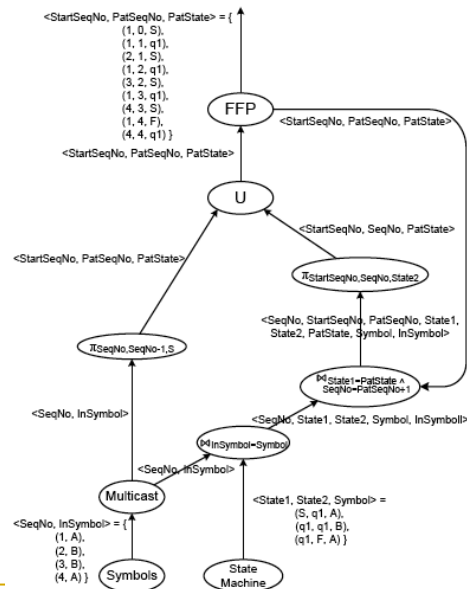 <StartSeqNo, PatSeqNo, PatState> = {
(1, 0, S),
(1, 1, q1),
(2, 1, S),
(1, 2, q1),
(3, 2, S),
(1, 3, q1),
(4, 3, S),
(1, 4, F),
(4, 4, q1) }
FFP
<StartSeqNo, PatSeqNo, PatState>
<StartSeqNo, PatSeqNo, PatState>
U
<StartSeqNo, SeqNo, PatState>
<StartSeqNo, PatSeqNo, PatState>
πStartSeqNo,SeqNo,State2
<SeqNo, StartSeqNo, PatSeqNo, State1,
State2, PatState, Symbol, InSymbol>
πSeqNo,SeqNo-1,S
⋈State1=PatState ∧
SeqNo=PatSeqNo+1
<SeqNo, InSymbol>
<SeqNo, State1, State2, Symbol, InSymboll>
⋈InSymbol=Symbol
<SeqNo, InSymbol>
Multicast
<SeqNo, InSymbol> = {
(1, A),
(2, B),
(3, B),
(4, A) }
<State1, State2, Symbol> =
(S, q1, A),
(q1, q1, B),
(q1, F, A) }
Symbols
State
Machine